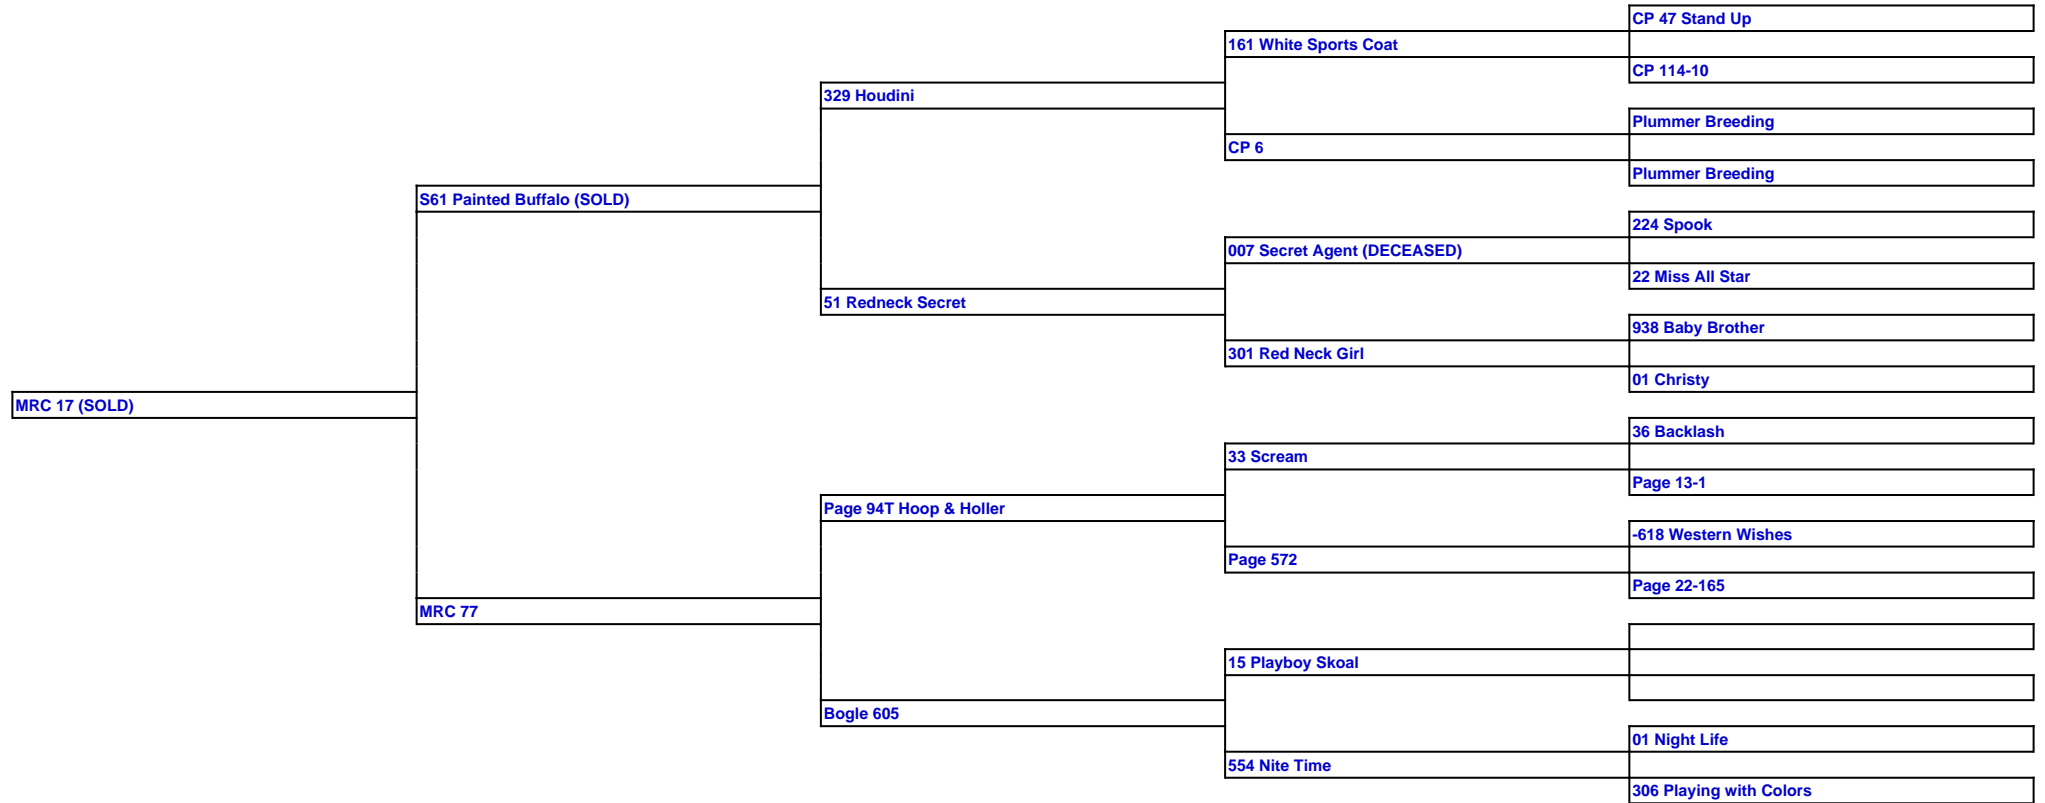 CP 47 Stand Up
161 White Sports Coat
CP 114-10
329 Houdini
Plummer Breeding
CP 6
Plummer Breeding
S61 Painted Buffalo (SOLD)
224 Spook
007 Secret Agent (DECEASED)
22 Miss All Star
51 Redneck Secret
938 Baby Brother
301 Red Neck Girl
01 Christy
MRC 17 (SOLD)
36 Backlash
33 Scream
Page 13-1
Page 94T Hoop & Holler
-618 Western Wishes
Page 572
Page 22-165
MRC 77
15 Playboy Skoal
Bogle 605
01 Night Life
554 Nite Time
306 Playing with Colors